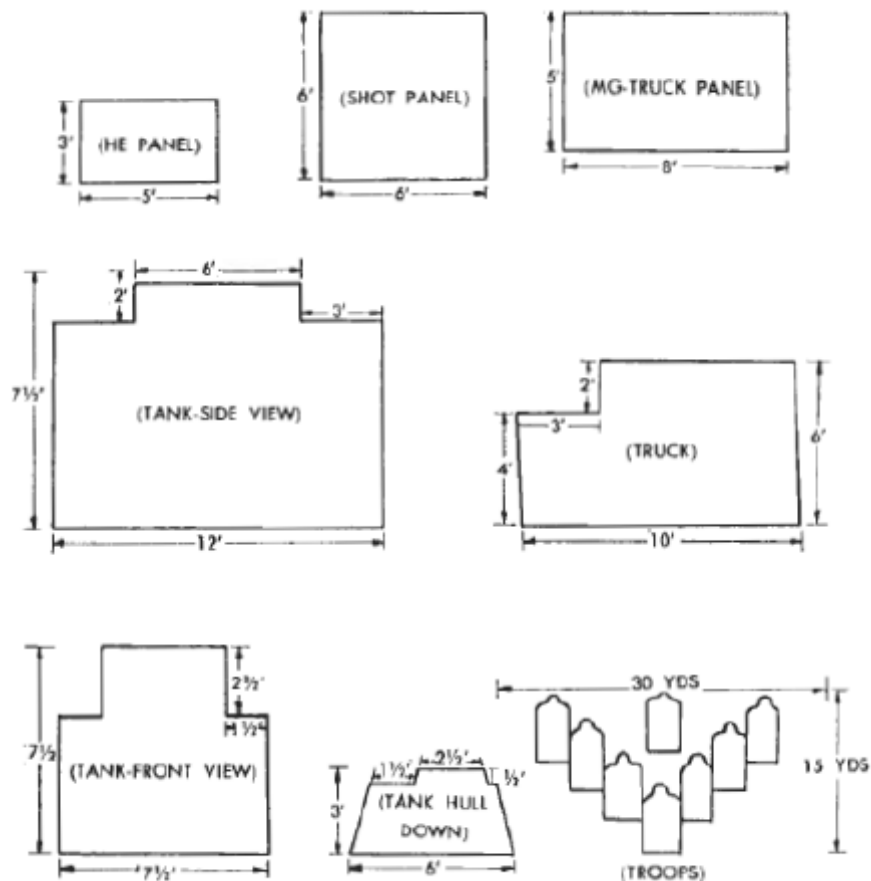 3'
(HE PANEL)
5'
6'
(SHOT PANEL)
6'
5'
(MG-TRUCK PANEL)
8'
6'
2'
3'
7½'
(TANK-SIDE VIEW)
12'
2'
3'
4'
(TRUCK)
6'
10'
7½
2½'
½'
(TANK-FRONT VIEW)
7½'
1½'
2½'
½'
3'
(TANK HULL
DOWN)
6'
30 YDS
15 YDS
(TROOPS)